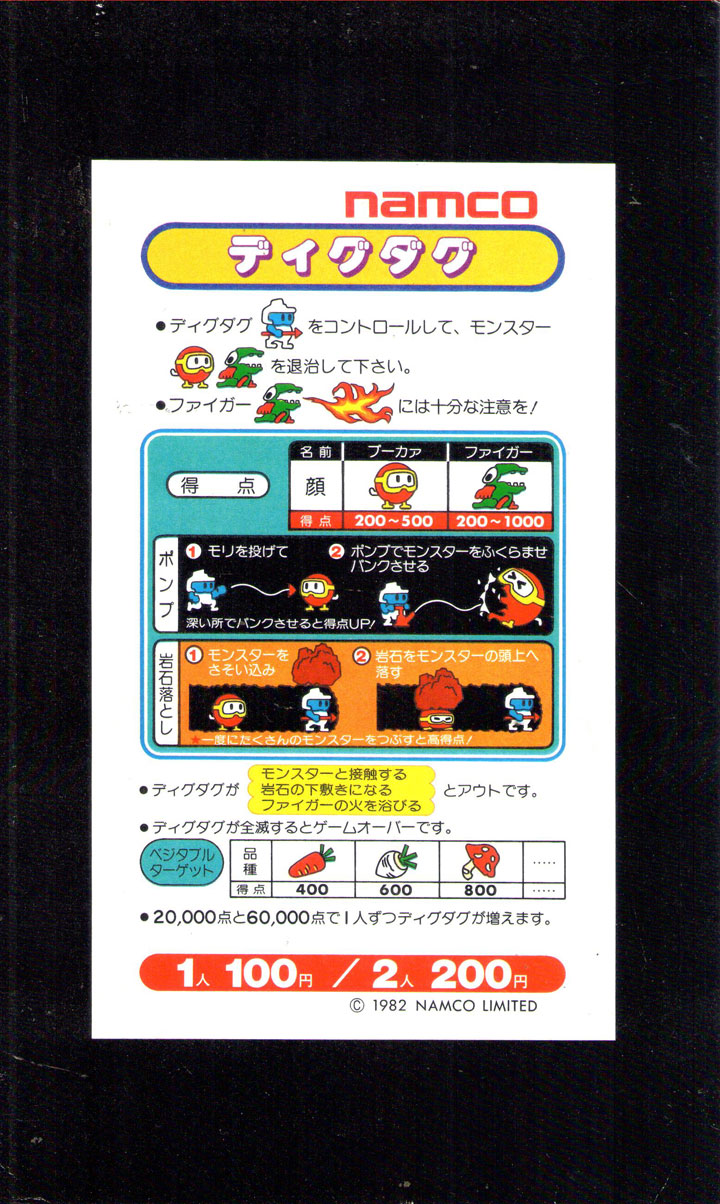 namco
ディグダグ
●ディグダグ をコントロールして、モンスター
を退治して下さい。
●ファイガー には十分な注意を!
得 点
名前 プーカァ ファイガー
顔
得点 200~500 200~1000
ポンプ
① モリを投げて
② ポンプでモンスターをふくらませ
パンクさせる
深い所でパンクさせると得点UP!
岩石落とし
① モンスターを
さそい込み
② 岩石をモンスターの頭上へ
落す
★一度にたくさんのモンスターをつぶすと高得点!
●ディグダグが
モンスターと接触する
岩石の下敷きになる
ファイガーの火を浴びる
とアウトです。
●ディグダグが全滅するとゲームオーバーです。
ベジタブル
ターゲット
品種 .....
得点 400 600 800 .....
●20,000点と60,000点で1人ずつディグダグが増えます。
1人 100円 / 2人 200円
© 1982 NAMCO LIMITED